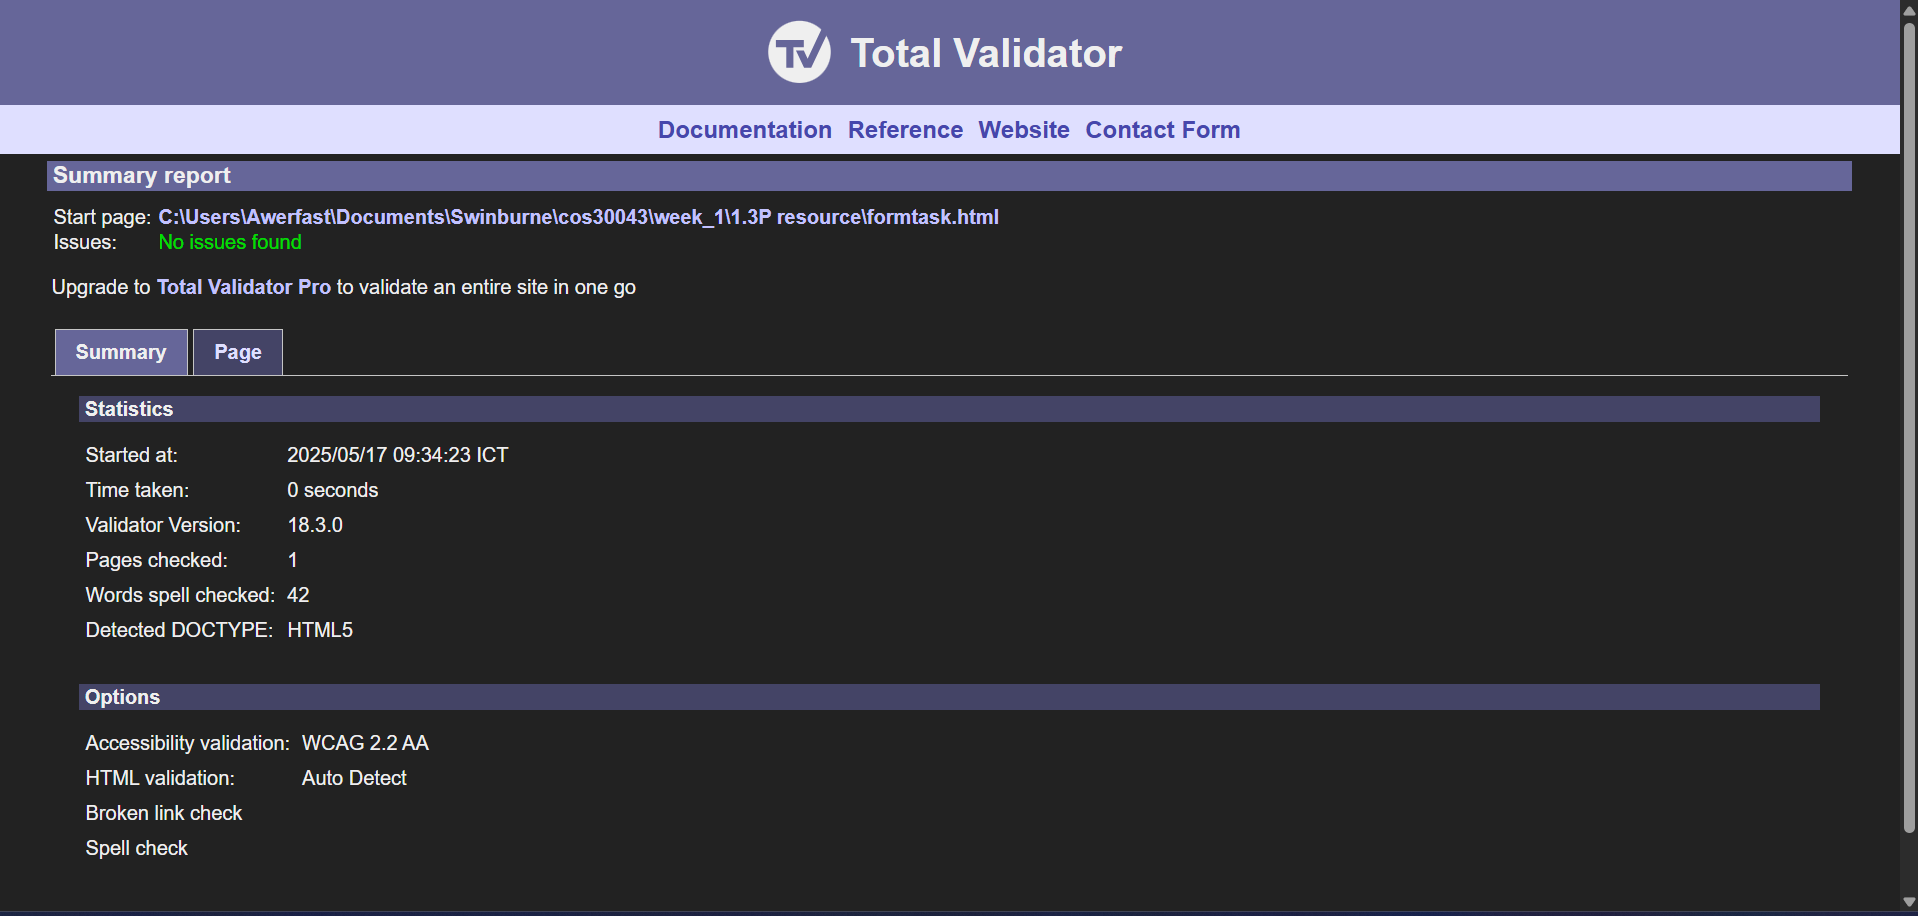 TV Total Validator
Documentation Reference Website Contact Form
Summary report
Start page: C:\Users\Awerfast\Documents\Swinburne\cos30043\week_1\1.3P resource\formtask.html
Issues: No issues found
Upgrade to Total Validator Pro to validate an entire site in one go
Summary Page
Statistics
Started at: 2025/05/17 09:34:23 ICT
Time taken: 0 seconds
Validator Version: 18.3.0
Pages checked: 1
Words spell checked: 42
Detected DOCTYPE: HTML5
Options
Accessibility validation: WCAG 2.2 AA
HTML validation: Auto Detect
Broken link check
Spell check